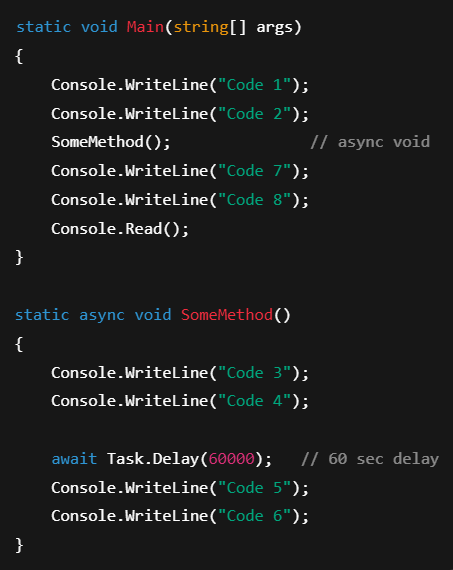 static void Main(string[] args)
{
    Console.WriteLine("Code 1");
    Console.WriteLine("Code 2");
    SomeMethod();              // async void
    Console.WriteLine("Code 7");
    Console.WriteLine("Code 8");
    Console.Read();
}

static async void SomeMethod()
{
    Console.WriteLine("Code 3");
    Console.WriteLine("Code 4");

    await Task.Delay(60000);   // 60 sec delay
    Console.WriteLine("Code 5");
    Console.WriteLine("Code 6");
}